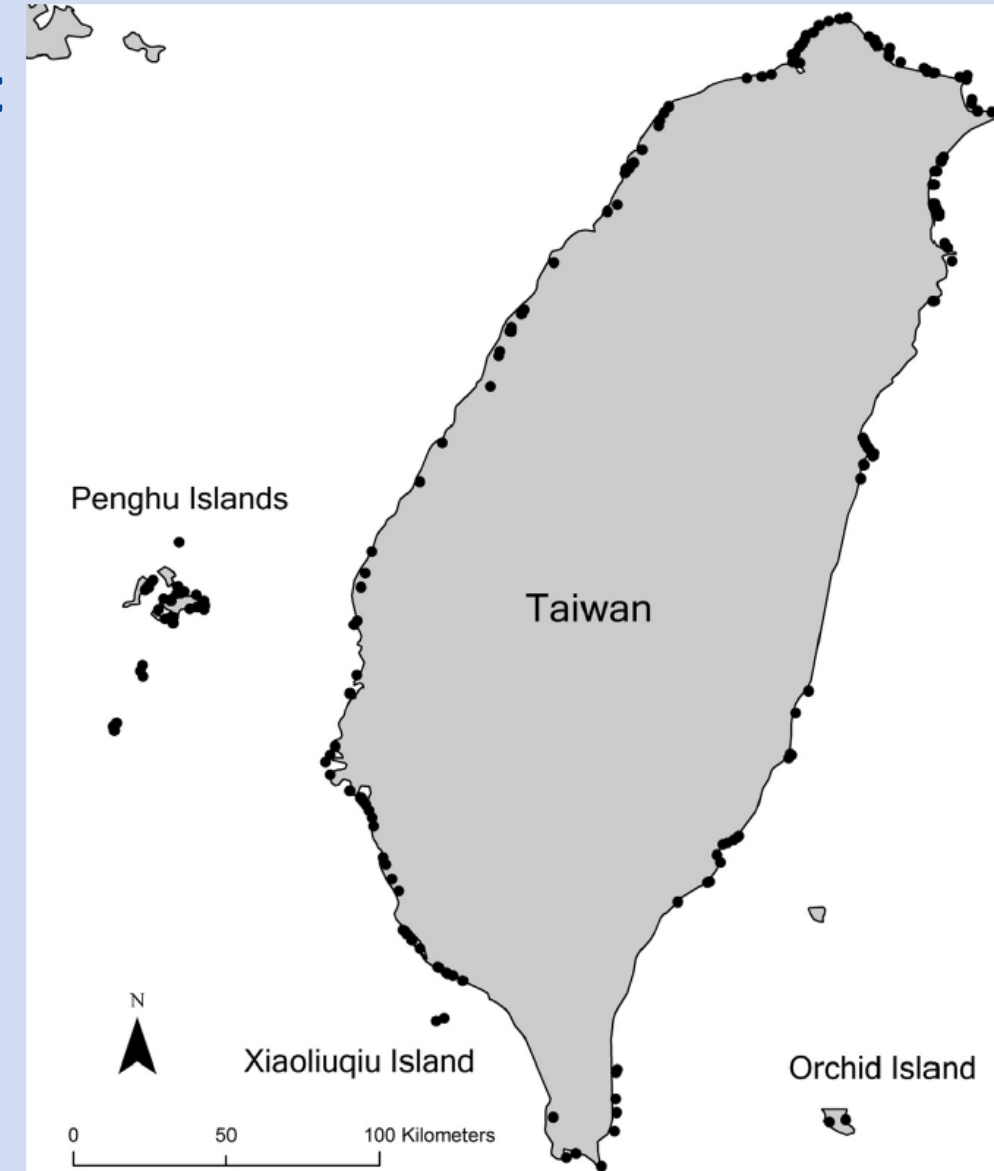 Penghu Islands
Taiwan
N
Xiaoliuqiu Island
Orchid Island
0 50 100 Kilometers